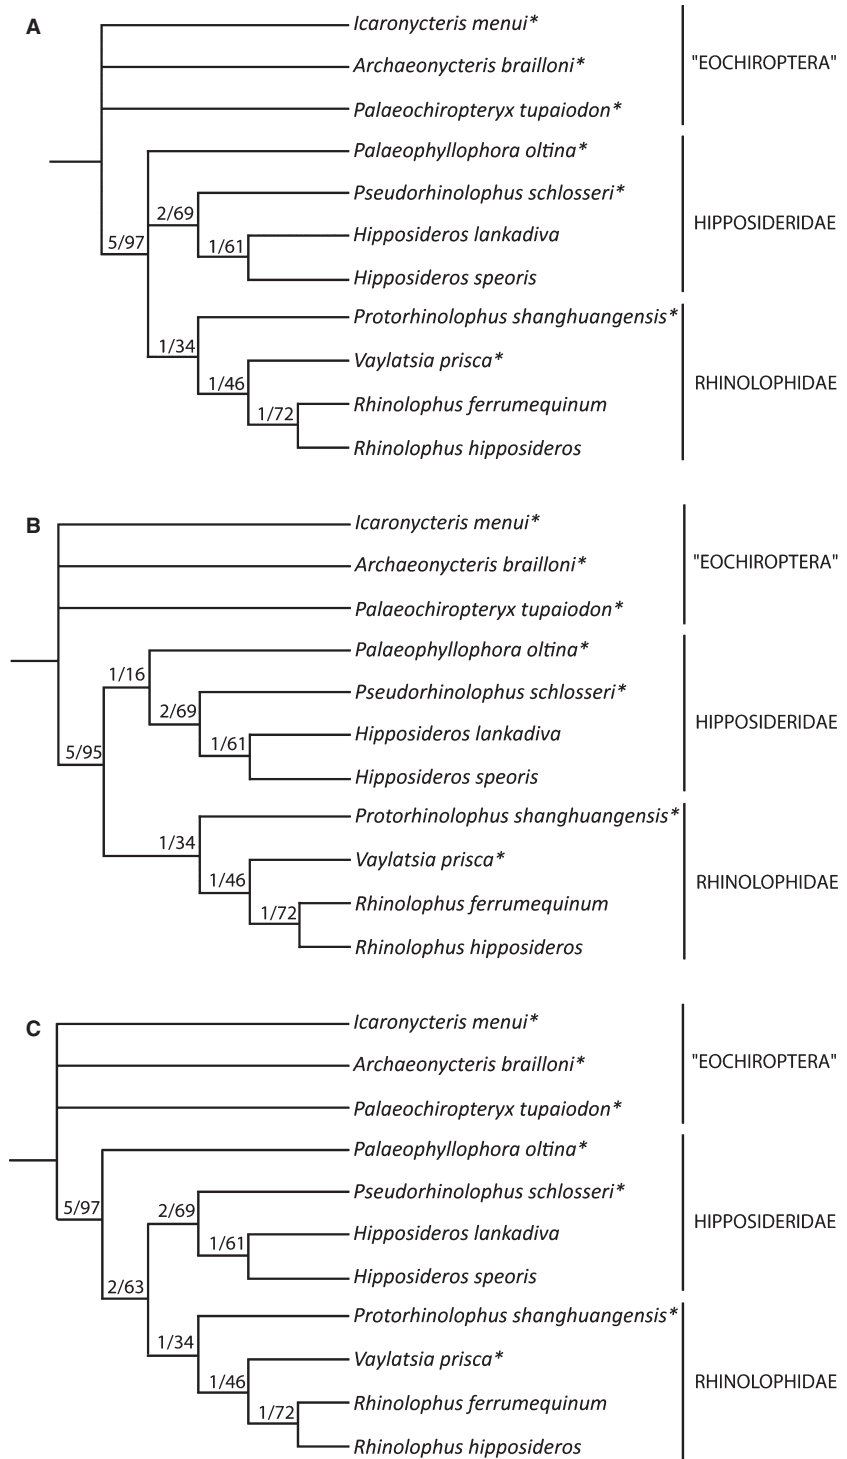 A
Icaronycteris menui*
Archaeonycteris brailloni*
"EOCHIROPTERA"
Palaeochiropteryx tupaiodon*
Palaeophyllophora oltina*
Pseudorhinolophus schlosseri*
2/69
HIPPOSIDERIDAE
5/97
1/61
Hipposideros lankadiva
Hipposideros speoris
Protorhinolophus shanghuangensis*
1/34
Vaylatsia prisca*
1/46
RHINOLOPHIDAE
Rhinolophus ferrumequinum
1/72
Rhinolophus hipposideros
B
Icaronycteris menui*
Archaeonycteris brailloni*
"EOCHIROPTERA"
Palaeochiropteryx tupaiodon*
Palaeophyllophora oltina*
1/16
Pseudorhinolophus schlosseri*
2/69
HIPPOSIDERIDAE
Hipposideros lankadiva
5/95
1/61
Hipposideros speoris
Protorhinolophus shanghuangensis*
1/34
Vaylatsia prisca*
1/46
RHINOLOPHIDAE
Rhinolophus ferrumequinum
1/72
Rhinolophus hipposideros
C
Icaronycteris menui*
Archaeonycteris brailloni*
"EOCHIROPTERA"
Palaeochiropteryx tupaiodon*
Palaeophyllophora oltina*
Pseudorhinolophus schlosseri*
5/97
2/69
HIPPOSIDERIDAE
Hipposideros lankadiva
1/61
Hipposideros speoris
2/63
Protorhinolophus shanghuangensis*
1/34
Vaylatsia prisca*
1/46
RHINOLOPHIDAE
Rhinolophus ferrumequinum
1/72
Rhinolophus hipposideros